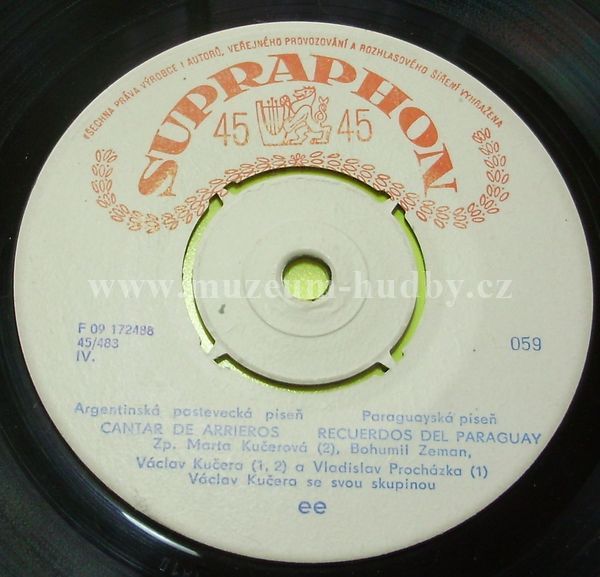 VŠECHNA PRÁVA VÝROBCE I AUTORŮ, VEŘEJNÉHO PROVOZOVÁNÍ A ROZHLASOVÉHO ŠÍŘENÍ VYHRAŽENA
SUPRAPHON
45 45
www.muzeum-hudby.cz
F 09 172488
45/483
IV.
059
Argentinská pastevecká píseň Paraguayská píseň
CANTAR DE ARRIEROS RECUERDOS DEL PARAGUAY
Zp. Marta Kučerová (2), Bohumil Zeman,
Václav Kučera (1, 2) a Vladislav Procházka (1)
Václav Kučera se svou skupinou
ee